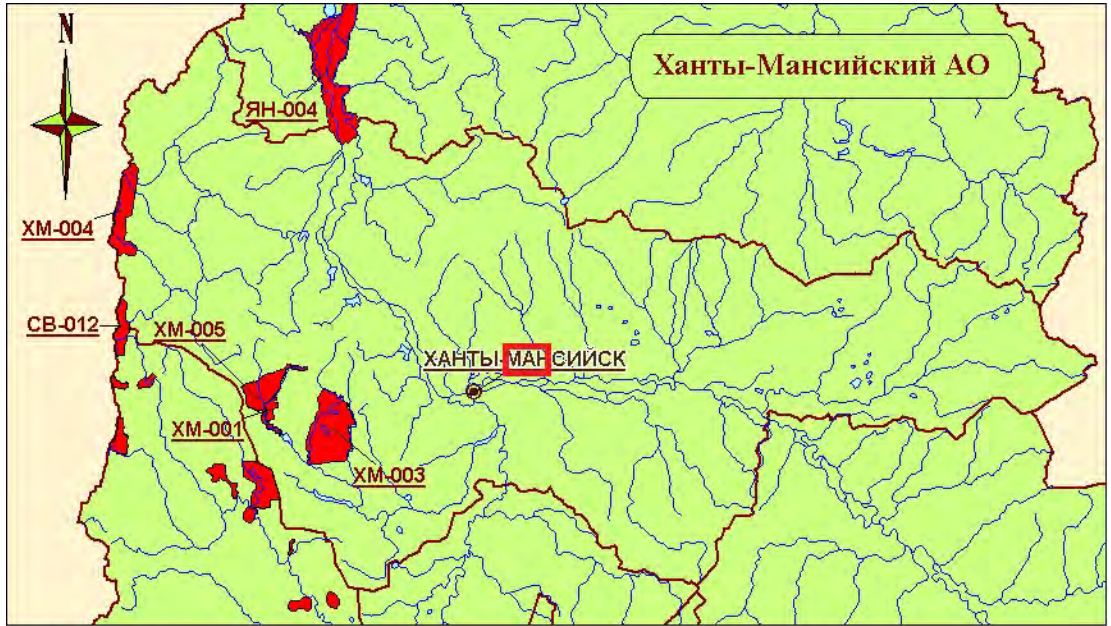 N
Ханты-Мансийский АО
ЯН-004
ХМ-004
СВ-012
ХМ-005
ХАНТЫ-МАНСИЙСК
ХМ-001
ХМ-003